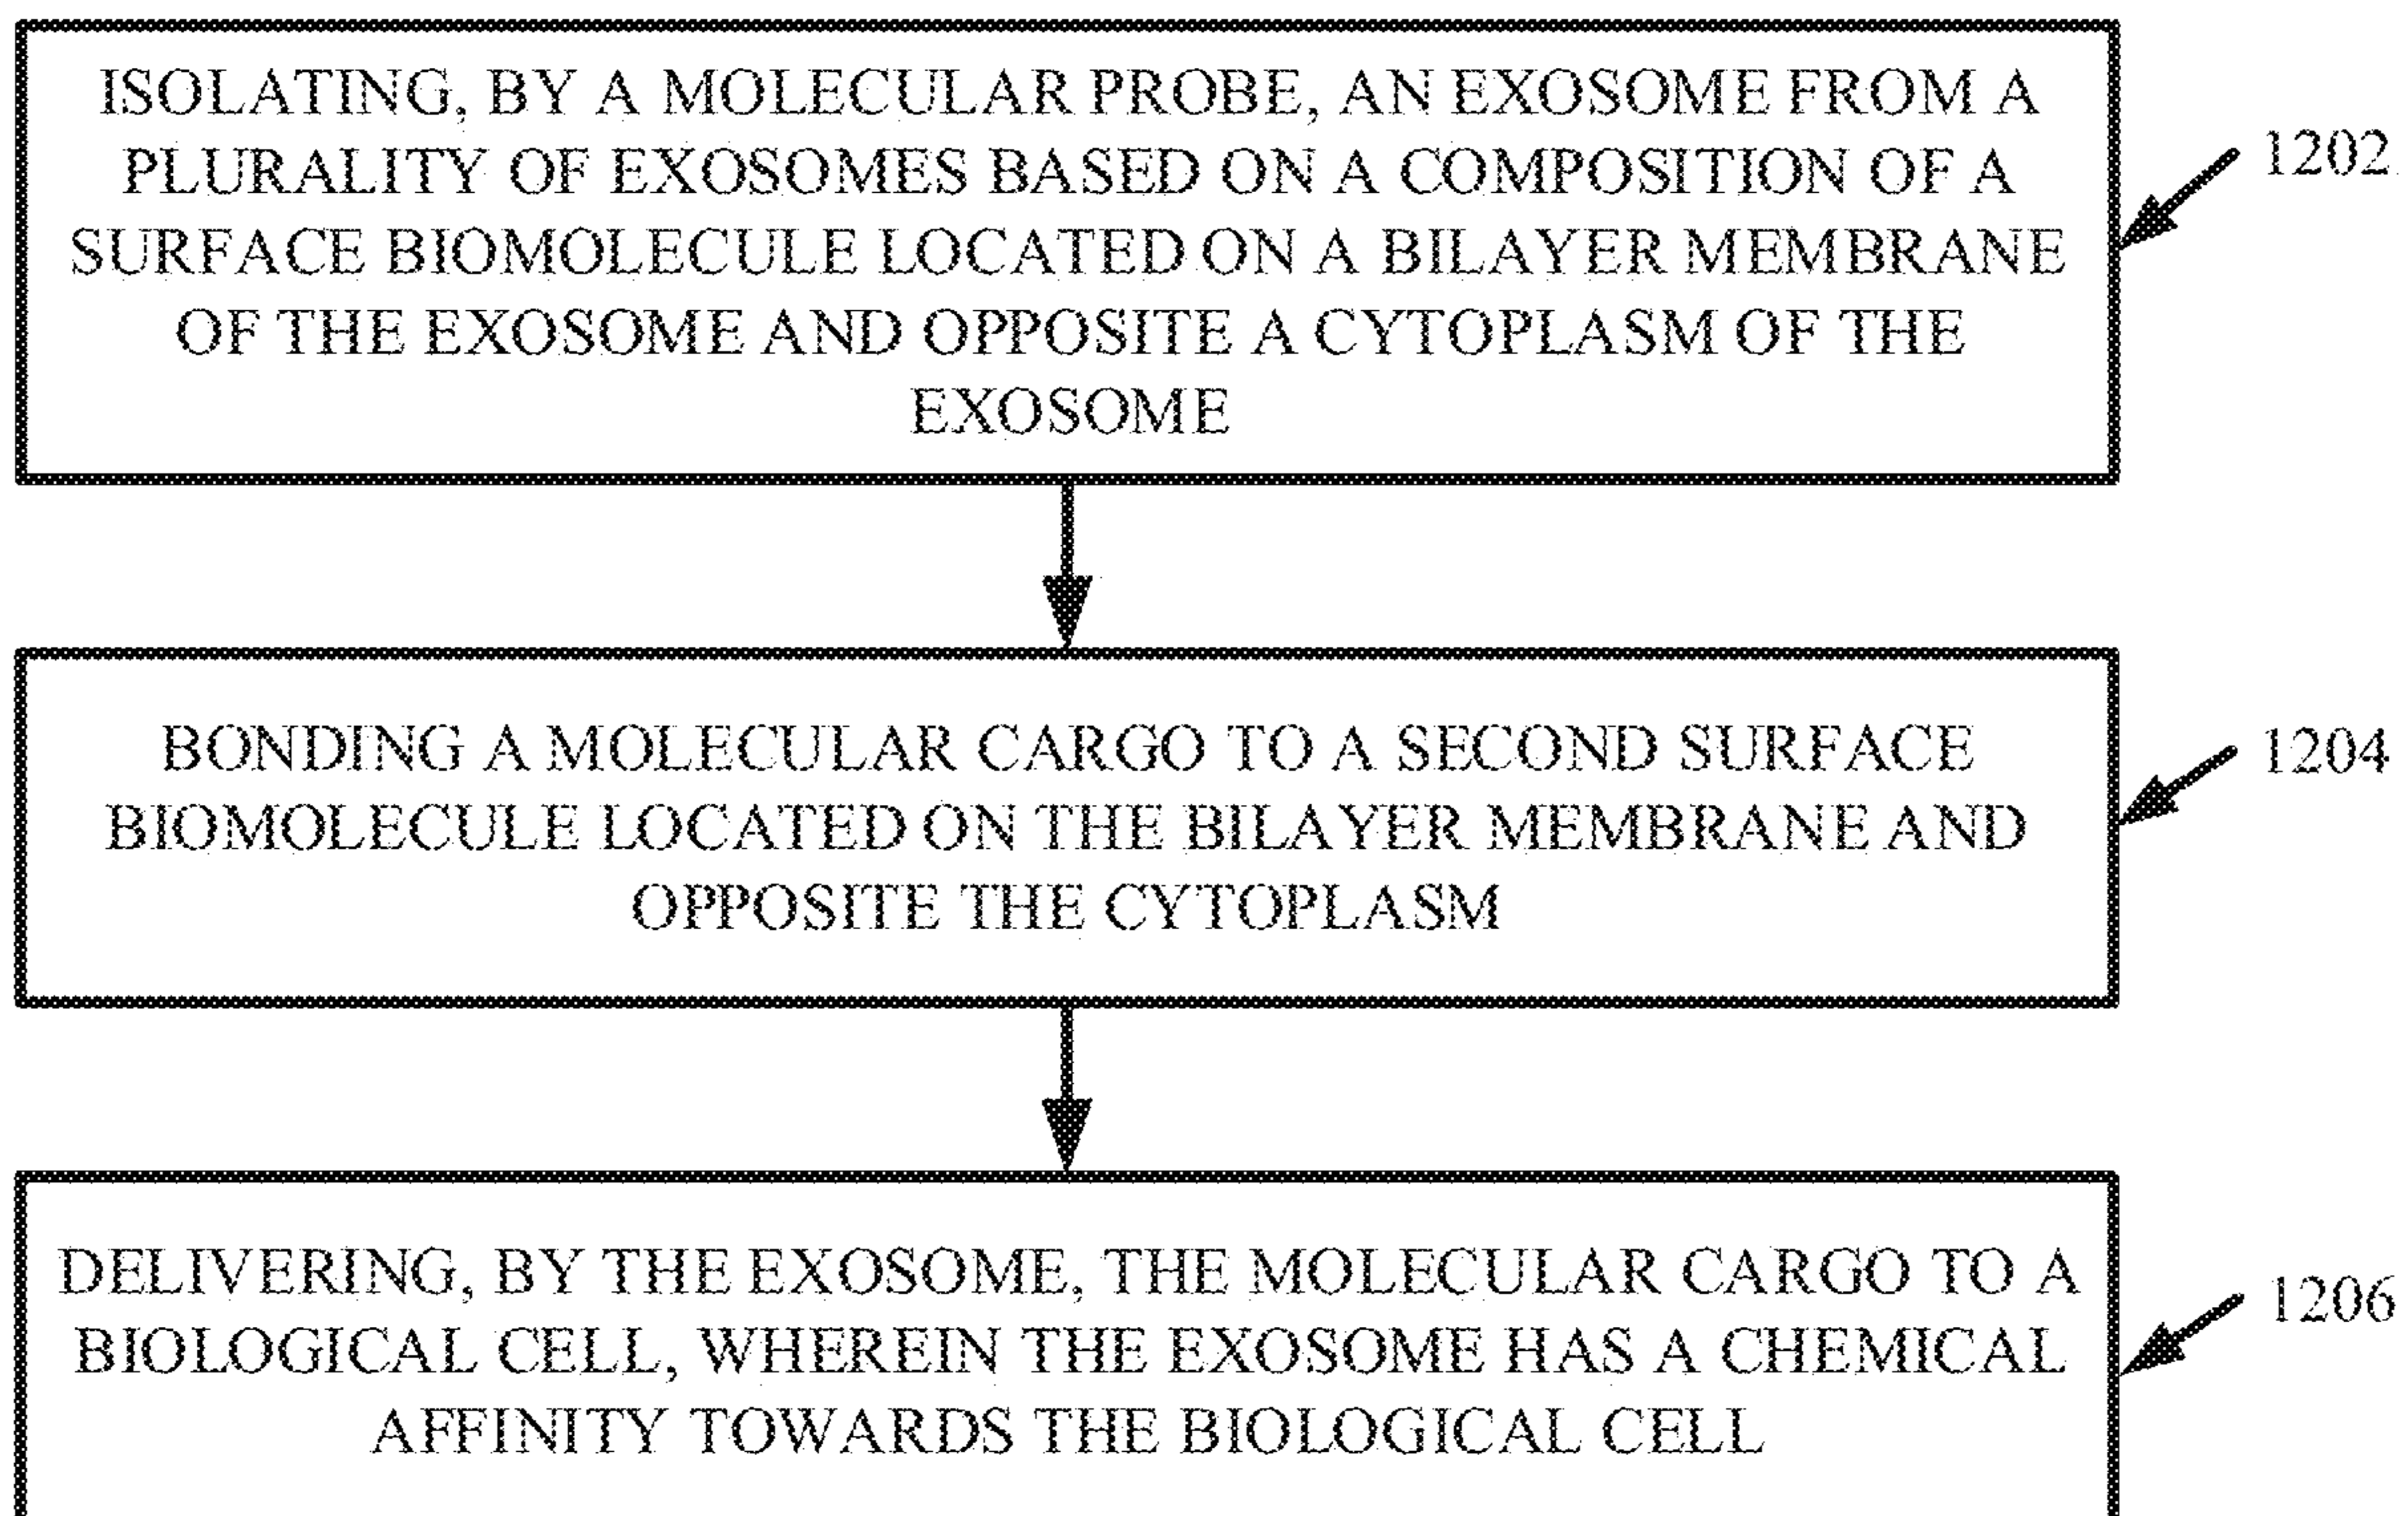 ISOLATING, BY A MOLECULAR PROBE, AN EXOSOME FROM A
PLURALITY OF EXOSOMES BASED ON A COMPOSITION OF A
SURFACE BIOMOLECULE LOCATED ON A BILAYER MEMBRANE
OF THE EXOSOME AND OPPOSITE A CYTOPLASM OF THE
EXOSOME
1202
BONDING A MOLECULAR CARGO TO A SECOND SURFACE
BIOMOLECULE LOCATED ON THE BILAYER MEMBRANE AND
OPPOSITE THE CYTOPLASM
1204
DELIVERING, BY THE EXOSOME, THE MOLECULAR CARGO TO A
BIOLOGICAL CELL, WHEREIN THE EXOSOME HAS A CHEMICAL
AFFINITY TOWARDS THE BIOLOGICAL CELL
1206